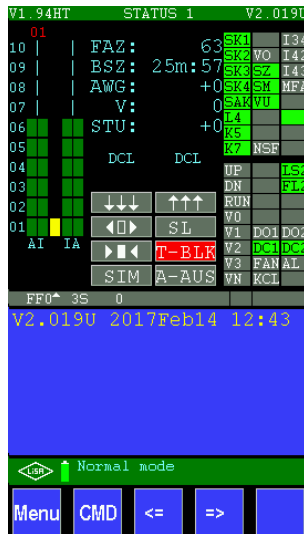 V1.94HT STATUS 1 V2.019U
01
10 FAZ: 63 SK1 I34
09 BSZ: 25m:57 SK2 VO I42
08 AWG: +0 SK3 SZ I43
07 V: 0 SK4 SM MFA
06 STU: +0 SAK VU
05 L4
04 DCL DCL K5
03 K7 NSF
02 ↓↓↓ ↑↑↑ UP LS2
01 SL DN FL2
AI IA T-BLK RUN
SIM A-AUS V0
V1 DO1 DO2
V2 DC1 DC2
V3 FAN AL
VN KCL
FF0 3S 0
V2.019U 2017Feb14 12:43
LiSA Normal mode
Menu CMD <= =>